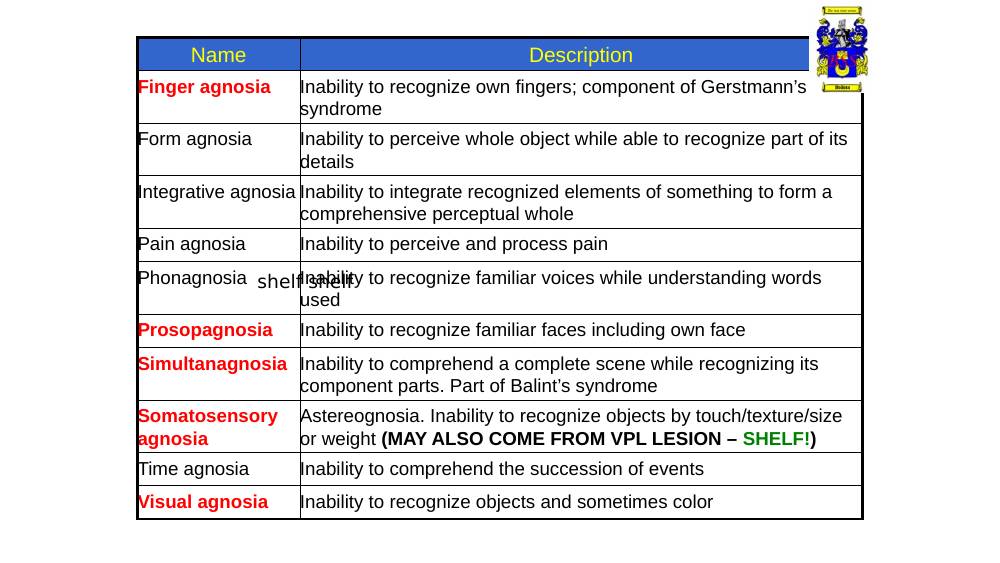 Name Description
Finger agnosia Inability to recognize own fingers; component of Gerstmann’s
syndrome
Form agnosia Inability to perceive whole object while able to recognize part of its
details
Integrative agnosia Inability to integrate recognized elements of something to form a
comprehensive perceptual whole
Pain agnosia Inability to perceive and process pain
Phonagnosia Inability to recognize familiar voices while understanding words
used
shelf shelf
Prosopagnosia Inability to recognize familiar faces including own face
Simultanagnosia Inability to comprehend a complete scene while recognizing its
component parts. Part of Balint’s syndrome
Somatosensory Astereognosia. Inability to recognize objects by touch/texture/size
agnosia or weight (MAY ALSO COME FROM VPL LESION – SHELF!)
Time agnosia Inability to comprehend the succession of events
Visual agnosia Inability to recognize objects and sometimes color